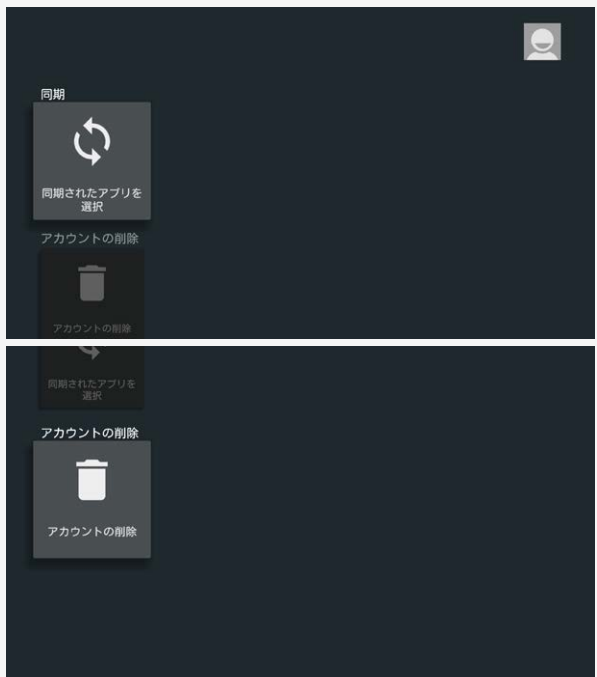 同期
同期されたアプリを
選択
アカウントの削除
アカウントの削除
同期されたアプリを
選択
アカウントの削除
アカウントの削除